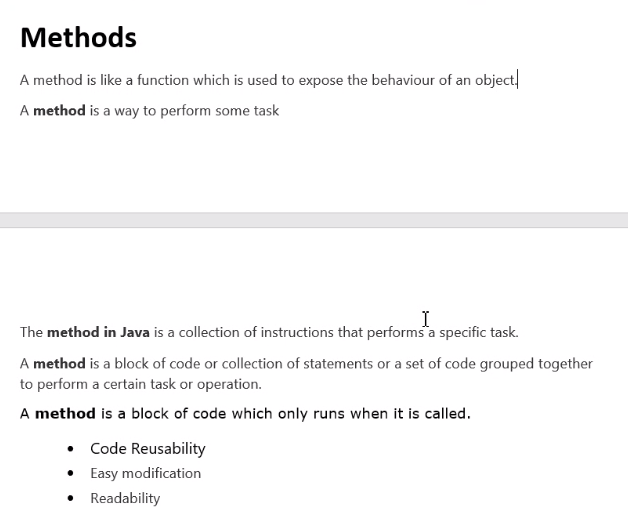 Methods
A method is like a function which is used to expose the behaviour of an object.
A method is a way to perform some task
The method in Java is a collection of instructions that performs a specific task.
A method is a block of code or collection of statements or a set of code grouped together
to perform a certain task or operation.
A method is a block of code which only runs when it is called.
• Code Reusability
• Easy modification
• Readability